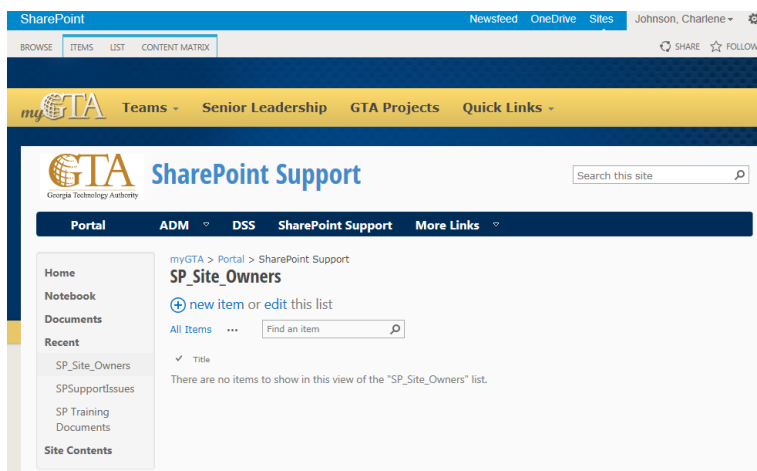 SharePoint Newsfeed OneDrive Sites Johnson, Charlene
BROWSE ITEMS LIST CONTENT MATRIX SHARE FOLLOW
myGTA Teams Senior Leadership GTA Projects Quick Links
GTA SharePoint Support Search this site
Georgia Technology Authority
Portal ADM DSS SharePoint Support More Links
myGTA > Portal > SharePoint Support
Home SP_Site_Owners
Notebook new item or edit this list
Documents
All Items ... Find an item
Recent
SP_Site_Owners ✓ Title
SPSupportIssues There are no items to show in this view of the "SP_Site_Owners" list.
SP Training
Documents
Site Contents